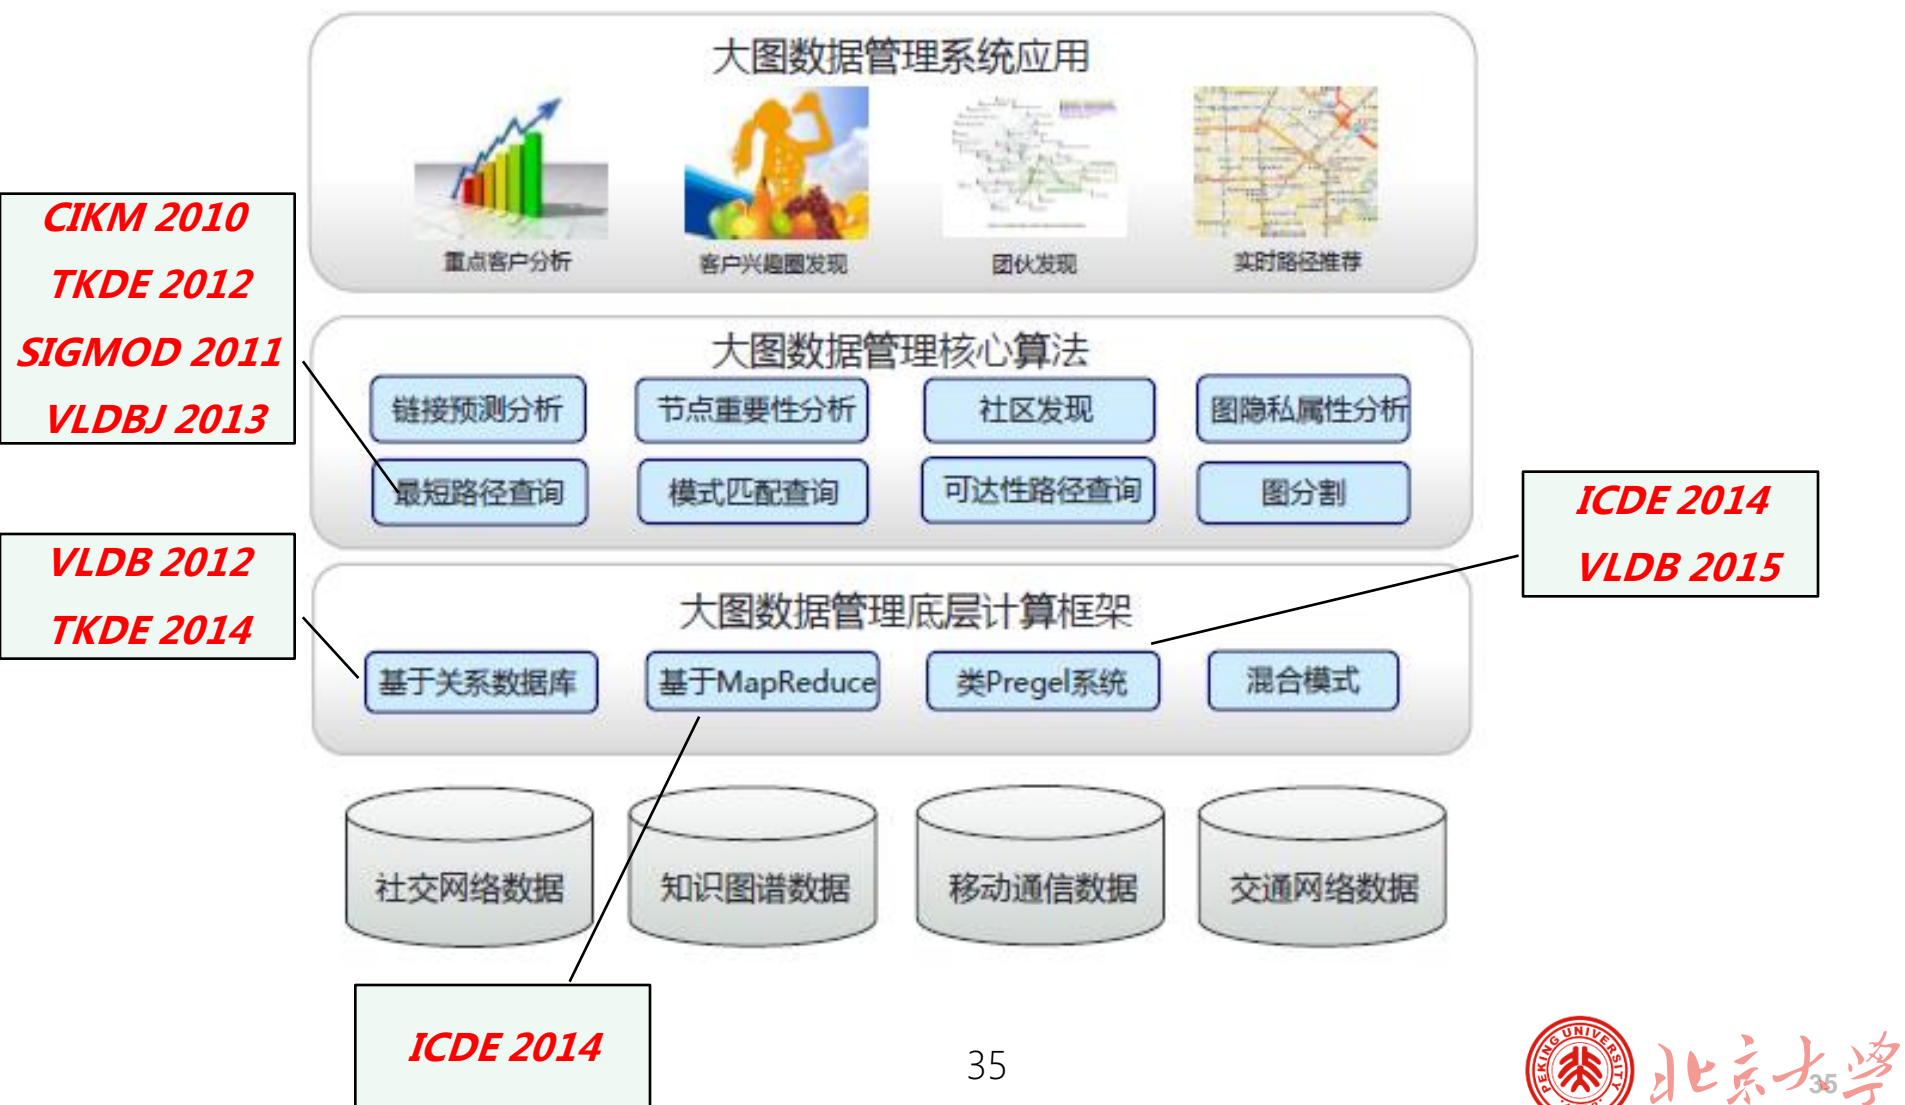 大图数据管理系统应用
重点客户分析
客户兴趣圈发现
团伙发现
实时路径推荐
CIKM 2010
TKDE 2012
SIGMOD 2011
VLDBJ 2013
大图数据管理核心算法
链接预测分析
节点重要性分析
社区发现
图隐私属性分析
最短路径查询
模式匹配查询
可达性路径查询
图分割
ICDE 2014
VLDB 2015
VLDB 2012
TKDE 2014
大图数据管理底层计算框架
基于关系数据库
基于MapReduce
类Pregel系统
混合模式
社交网络数据
知识图谱数据
移动通信数据
交通网络数据
ICDE 2014
35
PEKING UNIVERSITY
北京大学
35